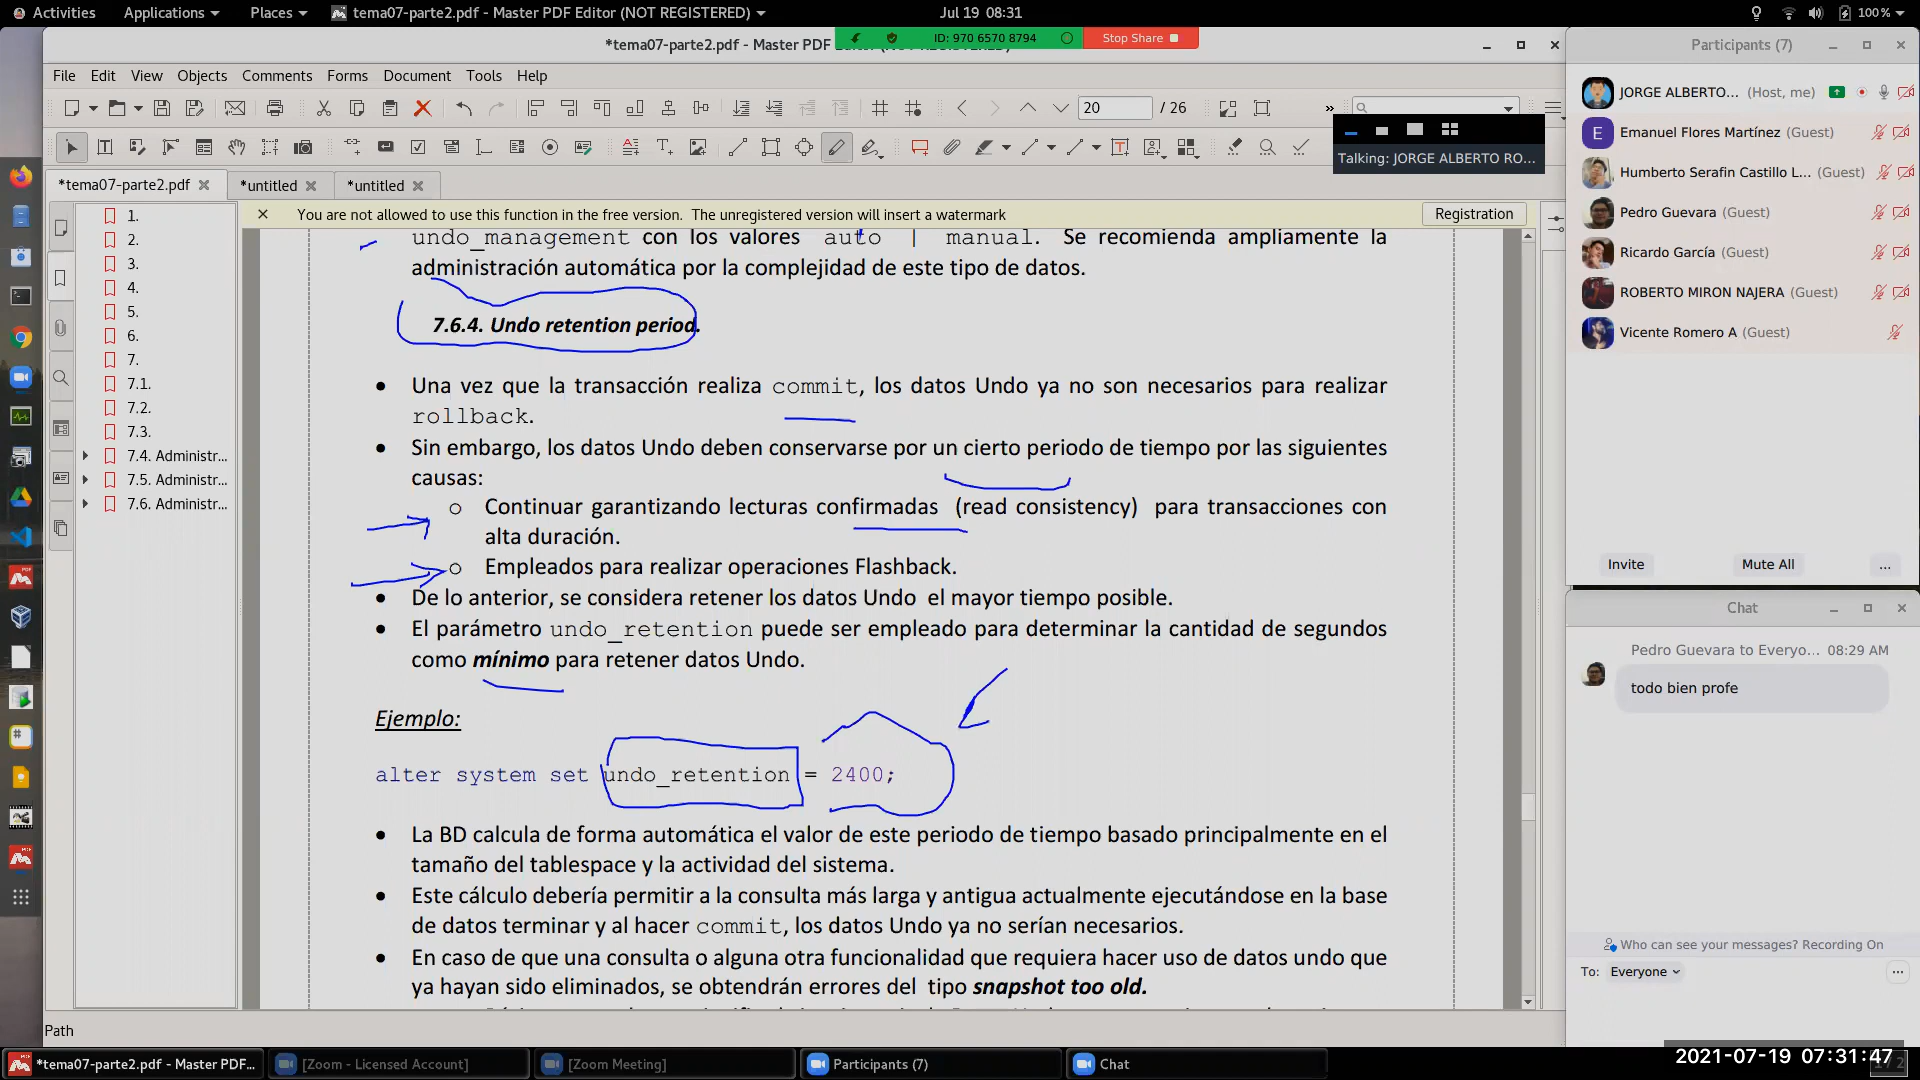 Activities Applications Places tema07-parte2.pdf - Master PDF Editor (NOT REGISTERED) Jul 19 08:31 100%
*tema07-parte2.pdf - Master PDF
ID: 970 6570 8794 Stop Share
File Edit View Objects Comments Forms Document Tools Help
20 / 26
Talking: JORGE ALBERTO RO...
*tema07-parte2.pdf *untitled *untitled
You are not allowed to use this function in the free version. The unregistered version will insert a watermark Registration
1.
2.
3.
4.
5.
6.
7.
7.1.
7.2.
7.3.
7.4. Administr...
7.5. Administr...
7.6. Administr...
undo_management con los valores auto | manual. Se recomienda ampliamente la
administración automática por la complejidad de este tipo de datos.
7.6.4. Undo retention period.
• Una vez que la transacción realiza commit, los datos Undo ya no son necesarios para realizar
rollback.
• Sin embargo, los datos Undo deben conservarse por un cierto periodo de tiempo por las siguientes
causas:
o Continuar garantizando lecturas confirmadas (read consistency) para transacciones con
alta duración.
o Empleados para realizar operaciones Flashback.
• De lo anterior, se considera retener los datos Undo el mayor tiempo posible.
• El parámetro undo_retention puede ser empleado para determinar la cantidad de segundos
como mínimo para retener datos Undo.
Ejemplo:
alter system set undo_retention = 2400;
• La BD calcula de forma automática el valor de este periodo de tiempo basado principalmente en el
tamaño del tablespace y la actividad del sistema.
• Este cálculo debería permitir a la consulta más larga y antigua actualmente ejecutándose en la base
de datos terminar y al hacer commit, los datos Undo ya no serían necesarios.
• En caso de que una consulta o alguna otra funcionalidad que requiera hacer uso de datos undo que
ya hayan sido eliminados, se obtendrán errores del tipo snapshot too old.
Path
Participants (7)
JORGE ALBERTO... (Host, me)
E Emanuel Flores Martínez (Guest)
Humberto Serafin Castillo L... (Guest)
Pedro Guevara (Guest)
Ricardo García (Guest)
ROBERTO MIRON NAJERA (Guest)
Vicente Romero A (Guest)
Invite Mute All ...
Chat
Pedro Guevara to Everyo... 08:29 AM
todo bien profe
Who can see your messages? Recording On
To: Everyone
*tema07-parte2.pdf - Master PDF... [Zoom - Licensed Account] [Zoom Meeting] Participants (7) Chat
2021-07-19 07:31:47